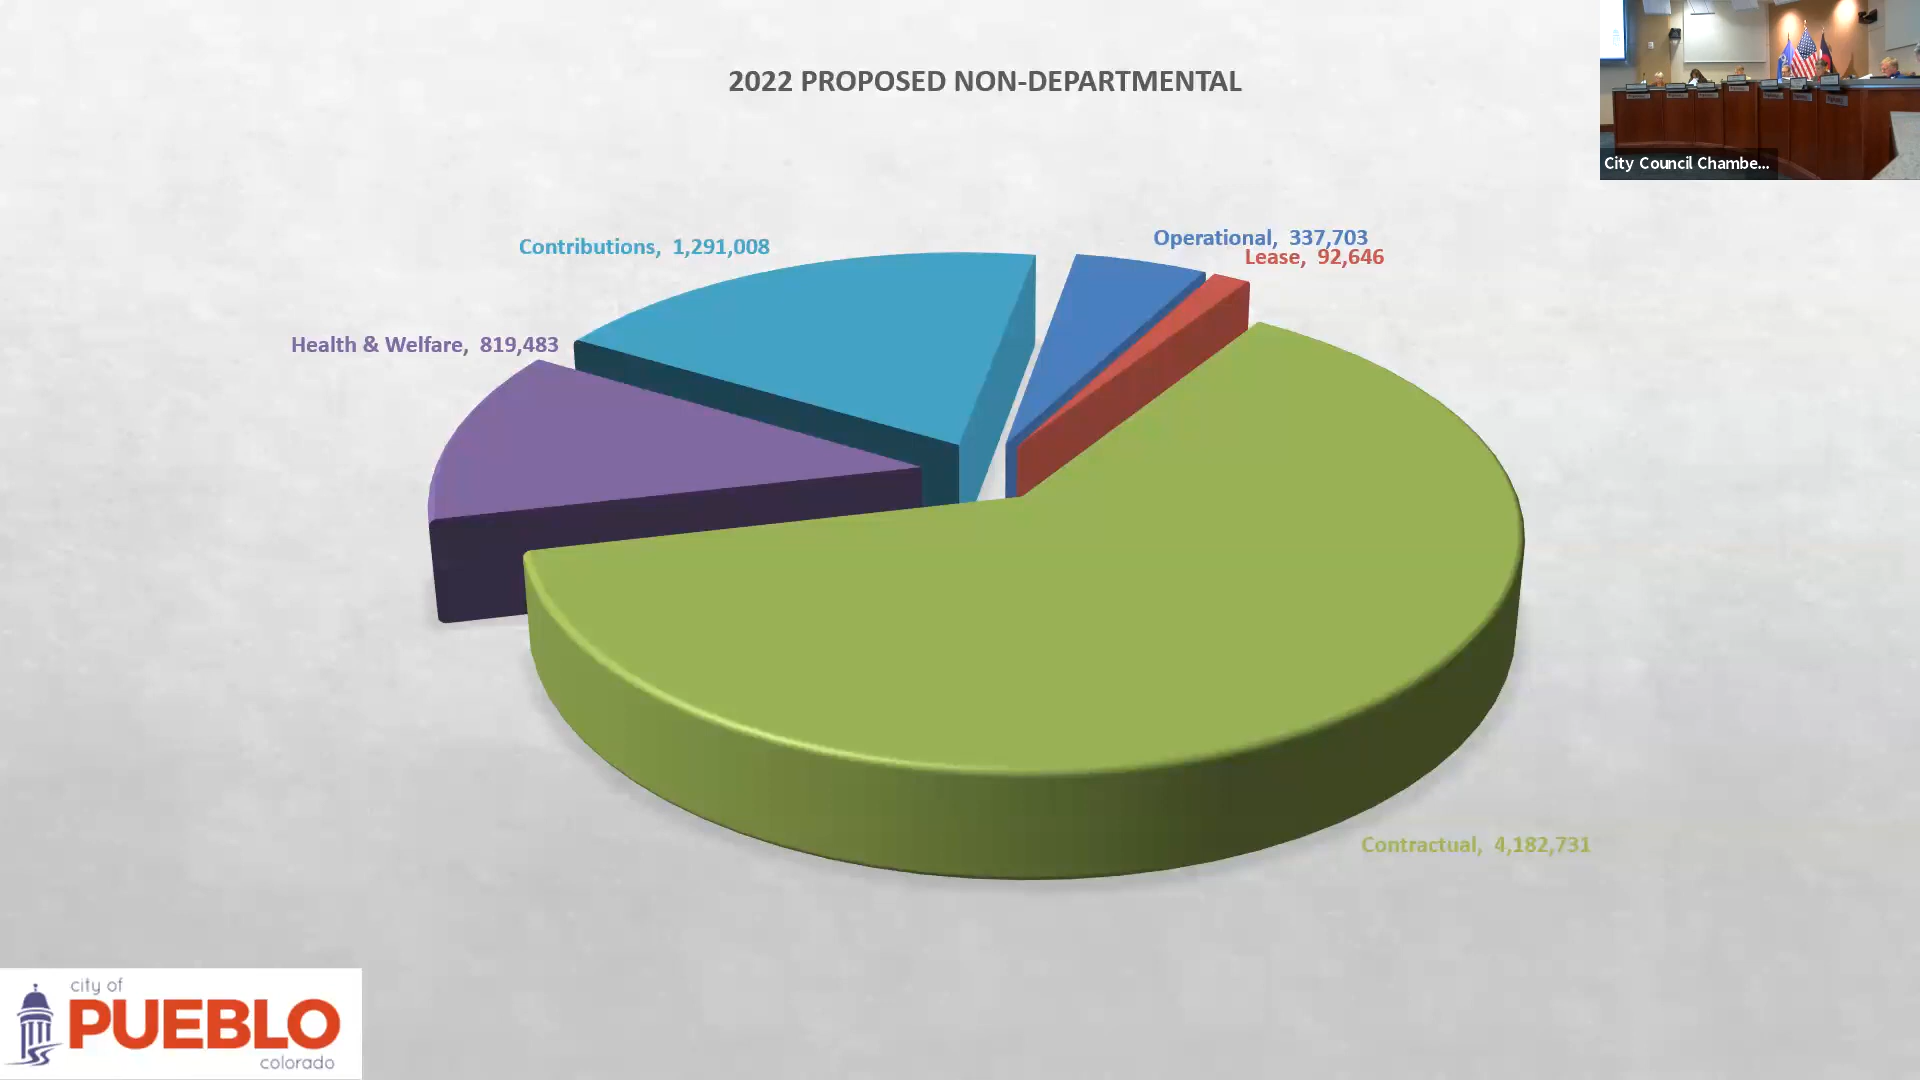 2022 PROPOSED NON-DEPARTMENTAL
City Council Chambe...
Operational, 337,703
Contributions, 1,291,008
Lease, 92,646
Health & Welfare, 819,483
Contractual, 4,182,731
city of
PUEBLO
colorado